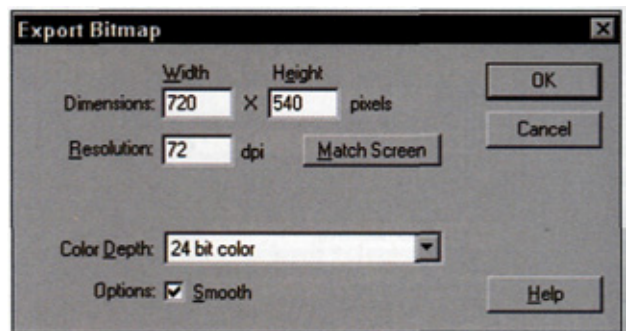 Export Bitmap
Width Height
Dimensions: 720 X 540 pixels
OK
Cancel
Resolution: 72 dpi Match Screen
Color Depth: 24 bit color
Options: Smooth
Help